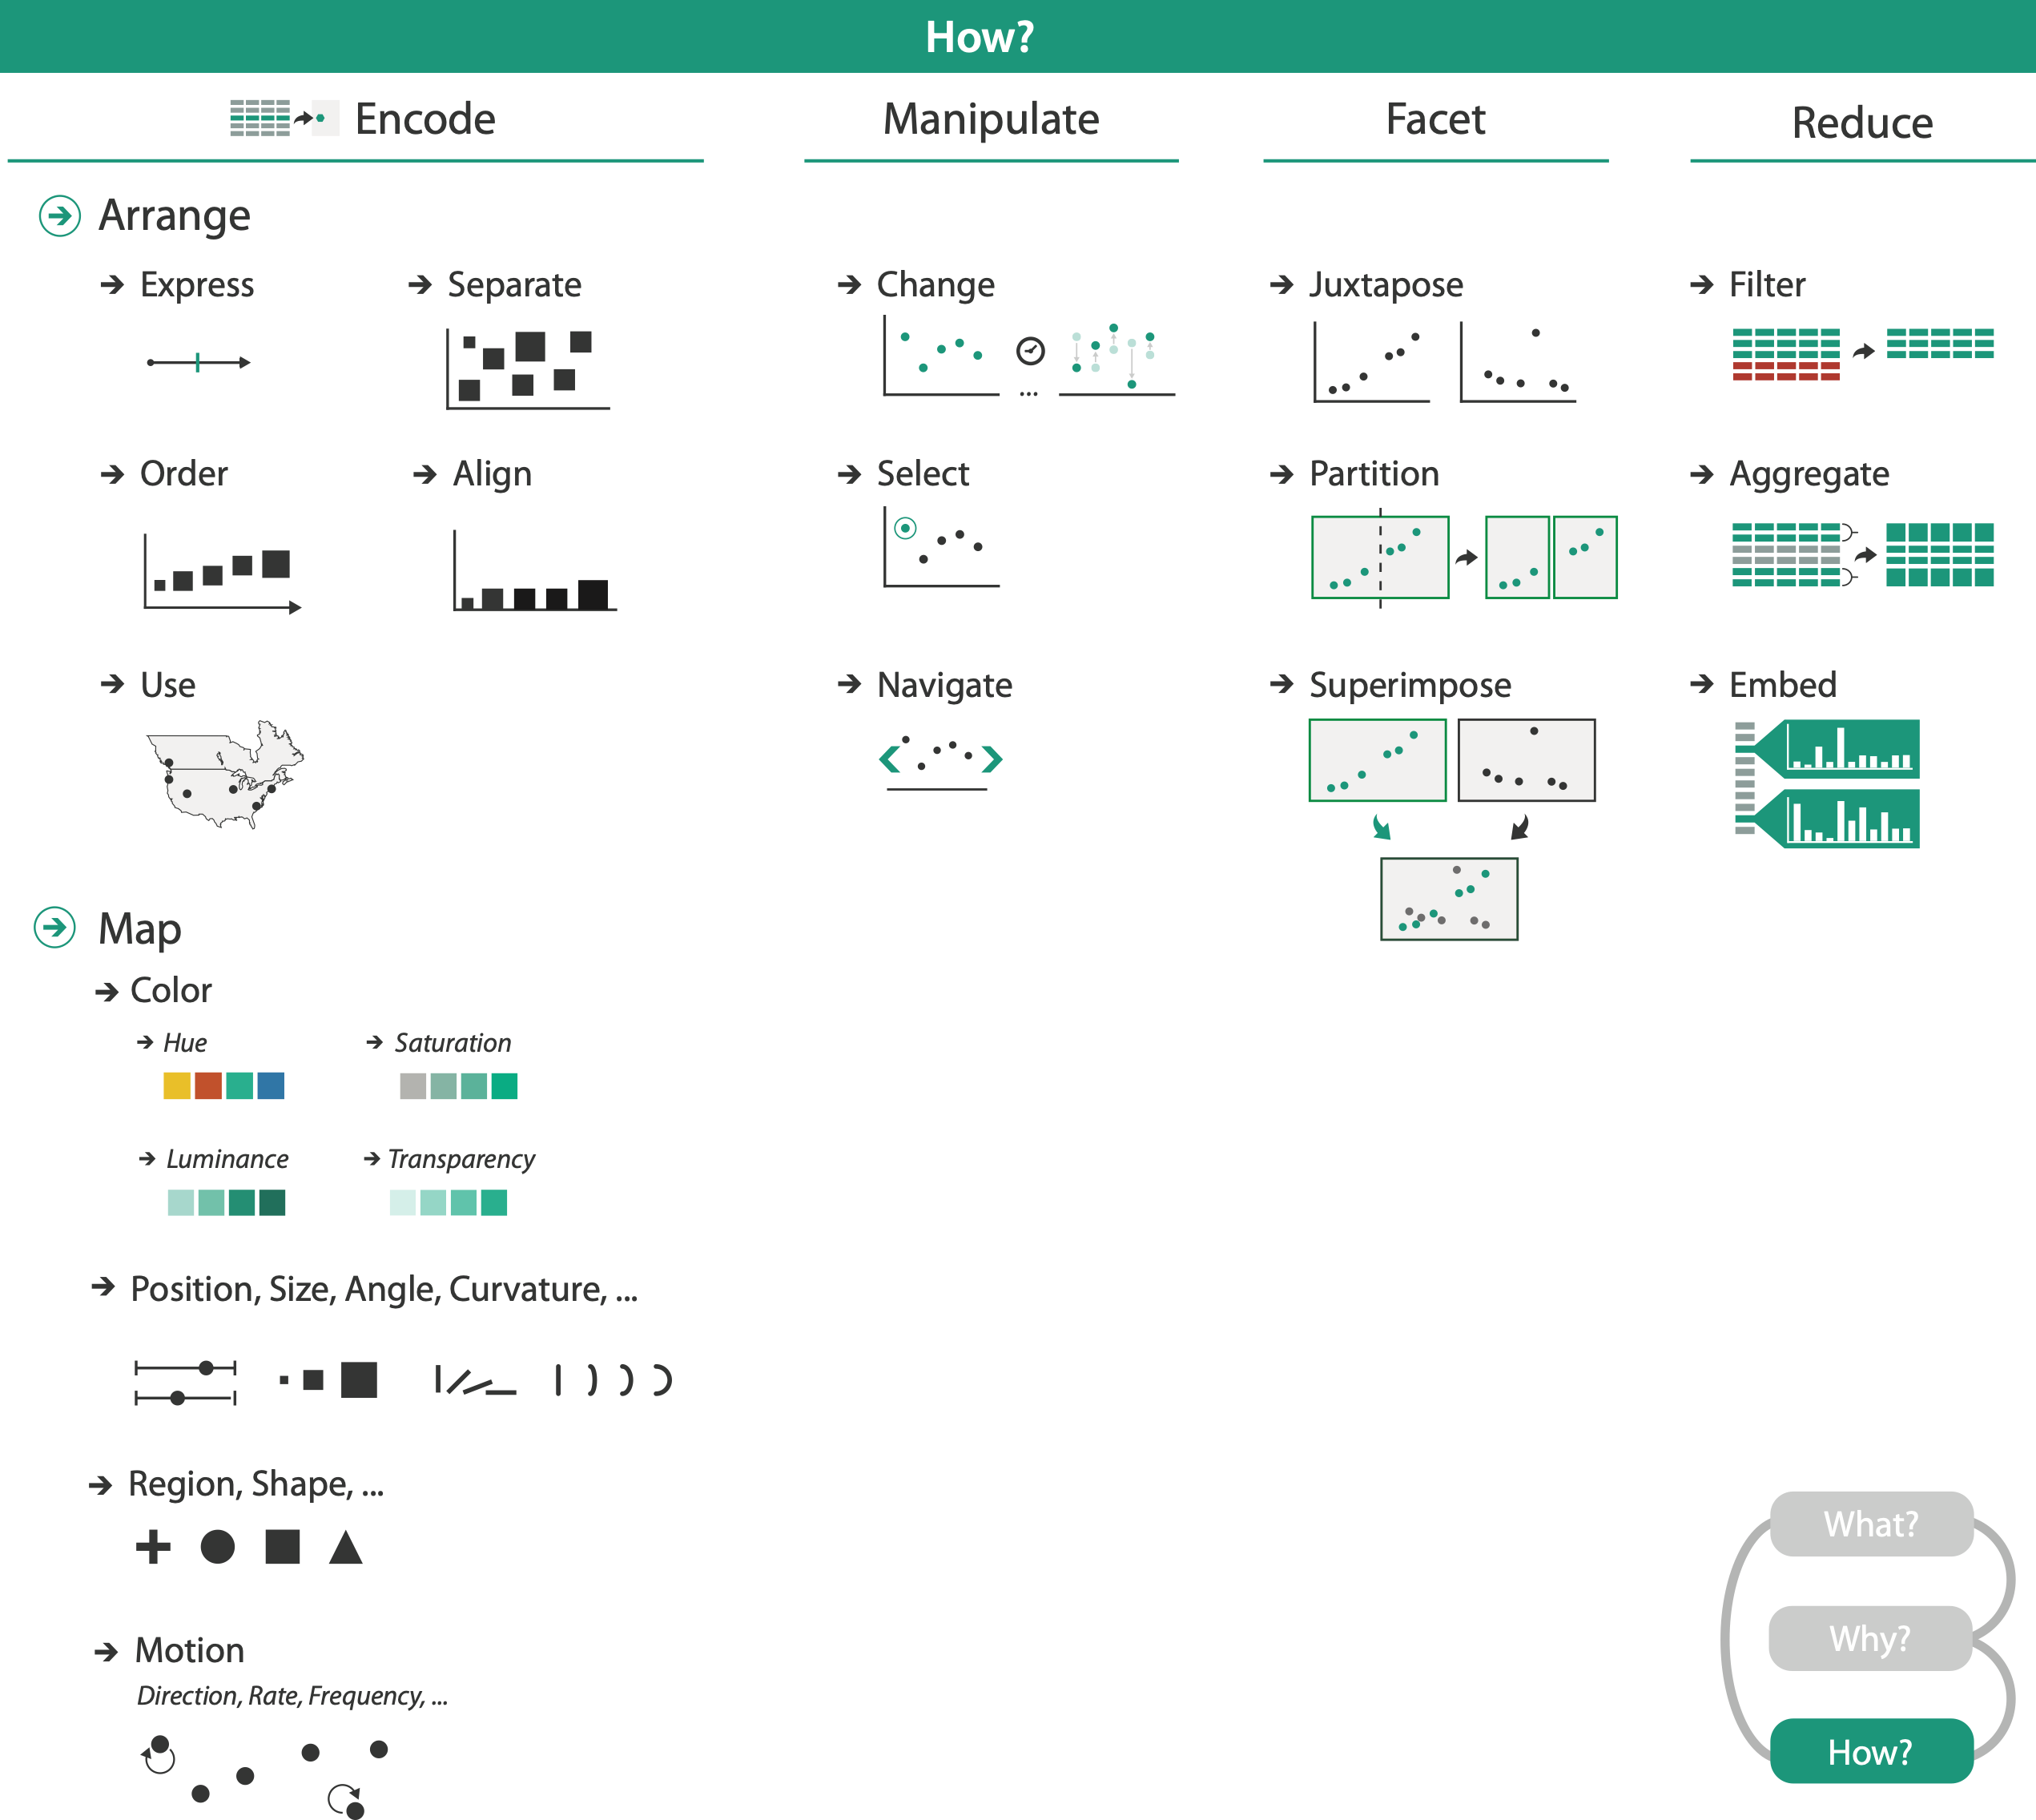 How?
Encode
Manipulate
Facet
Reduce
Arrange
Express
Separate
Change
Juxtapose
Filter
Order
Align
Select
Partition
Aggregate
Use
Navigate
Superimpose
Embed
...
Map
Color
Hue
Saturation
Luminance
Transparency
Position, Size, Angle, Curvature, ...
Region, Shape, ...
Motion
Direction, Rate, Frequency, ...
What?
Why?
How?